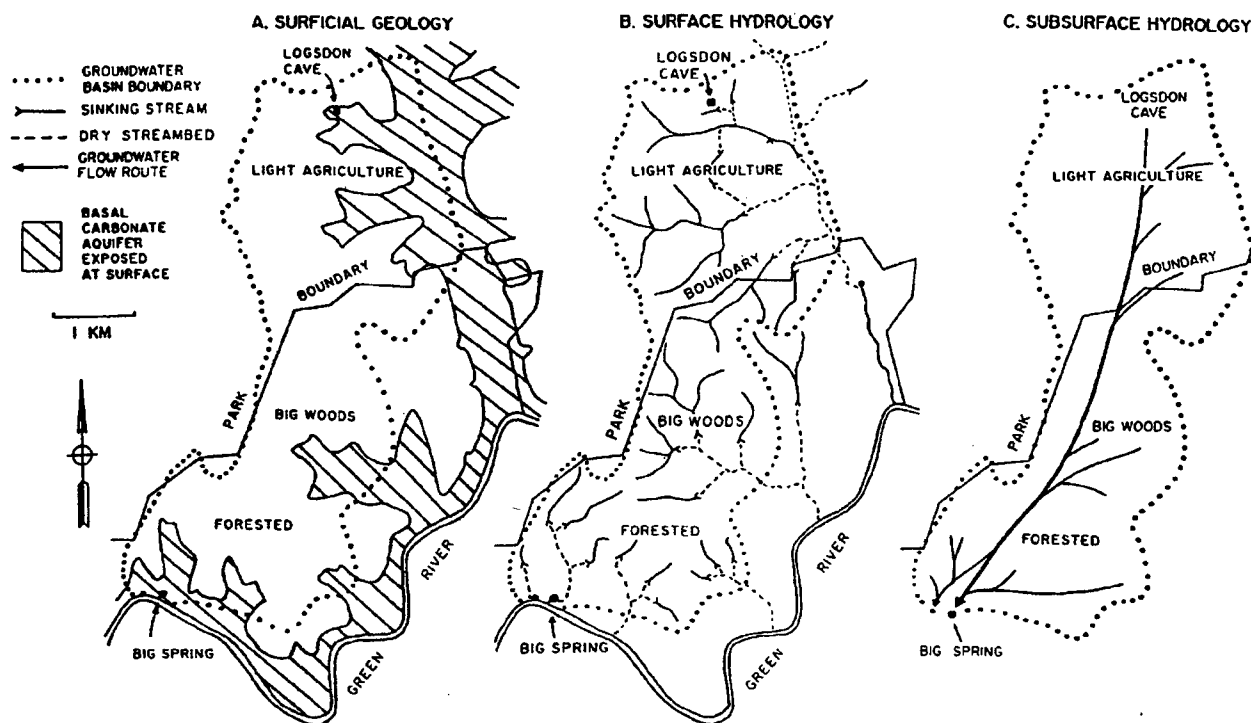 A. SURFICIAL GEOLOGY
B. SURFACE HYDROLOGY
C. SUBSURFACE HYDROLOGY
GROUNDWATER
BASIN BOUNDARY
SINKING STREAM
DRY STREAMBED
GROUNDWATER
FLOW ROUTE
BASAL
CARBONATE
AQUIFER
EXPOSED
AT SURFACE
1 KM
LOGSDON
CAVE
LIGHT AGRICULTURE
BOUNDARY
PARK
BIG WOODS
FORESTED
BIG SPRING
GREEN
RIVER
LOGSDON
CAVE
LIGHT AGRICULTURE
BOUNDARY
PARK
BIG WOODS
FORESTED
BIG SPRING
GREEN
RIVER
LOGSDON
CAVE
LIGHT AGRICULTURE
BOUNDARY
PARK
BIG WOODS
FORESTED
BIG SPRING